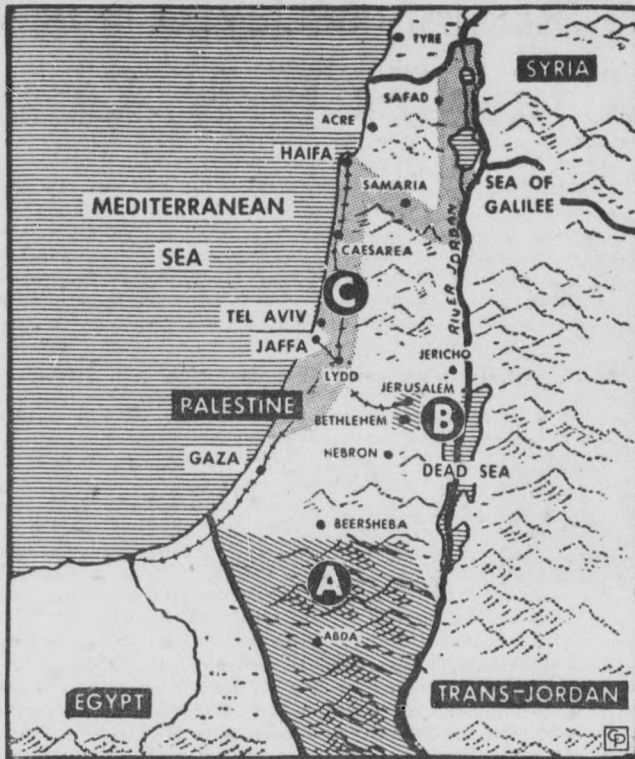 TYRE
SYRIA
SAFAD
ACRE
HAIFA
SAMARIA
SEA OF
GALILEE
MEDITERRANEAN
SEA
CAESAREA
RIVER JORDAN
C
TEL AVIV
JAFFA
JERICHO
LYDD
JERUSALEM
PALESTINE
B
BETHLEHEM
GAZA
HEBRON
DEAD SEA
BEERSHEBA
A
ABDA
EGYPT
TRANS-JORDAN
CP